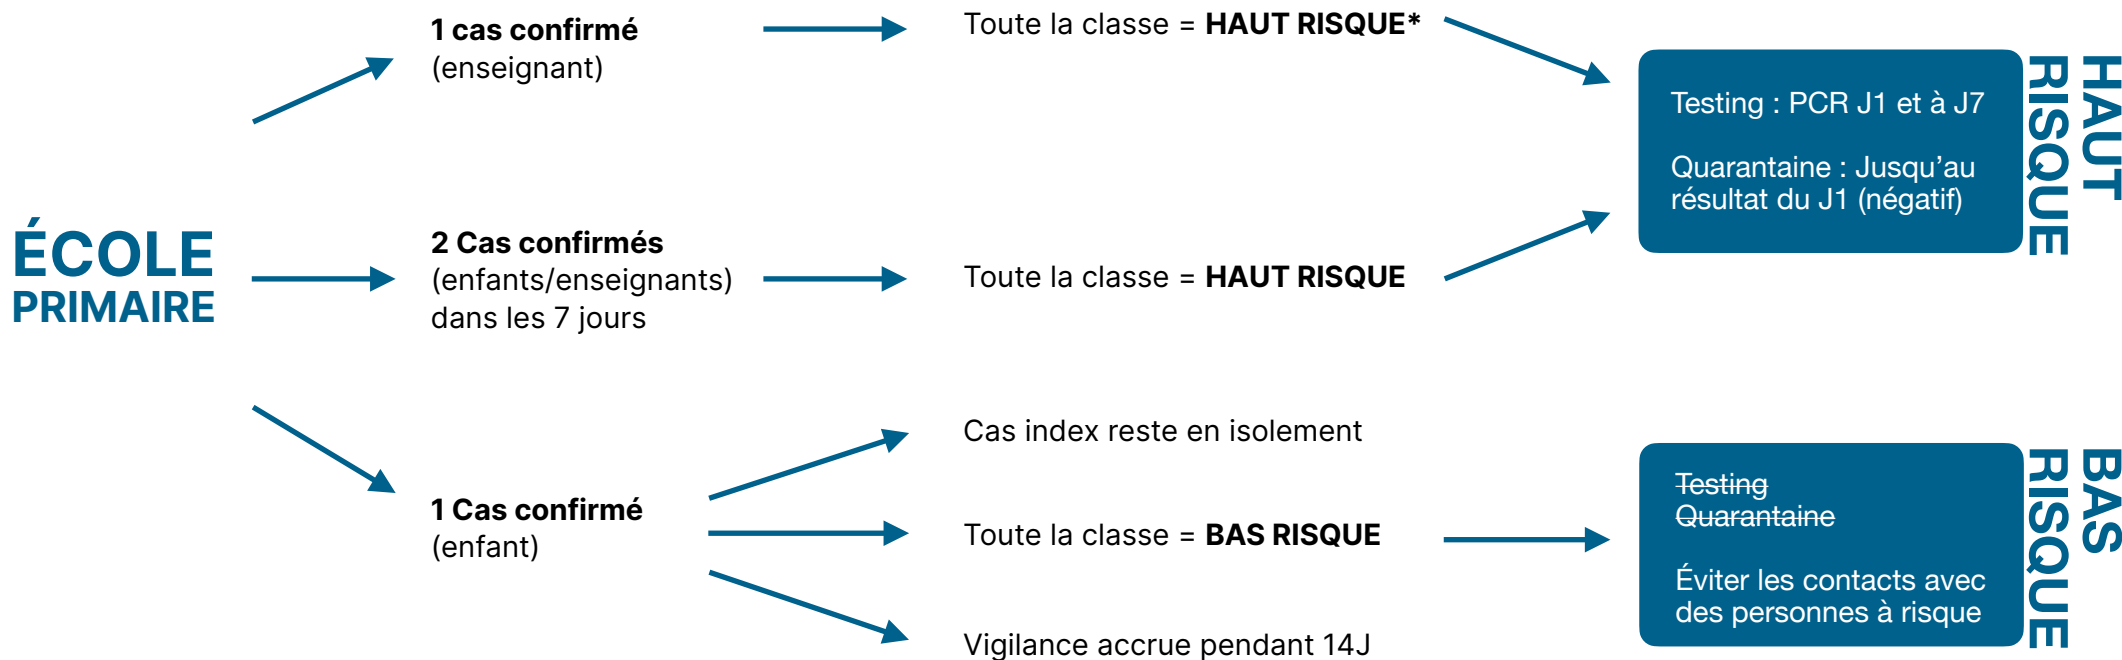 ÉCOLE
PRIMAIRE
1 cas confirmé
(enseignant)
Toute la classe = HAUT RISQUE*
2 Cas confirmés
(enfants/enseignants)
dans les 7 jours
Toute la classe = HAUT RISQUE
Testing : PCR J1 et à J7
Quarantaine : Jusqu’au
résultat du J1 (négatif)
HAUT
RISQUE
1 Cas confirmé
(enfant)
Cas index reste en isolement
Toute la classe = BAS RISQUE
Vigilance accrue pendant 14J
Testing
Quarantaine
Éviter les contacts avec
des personnes à risque
BAS
RISQUE